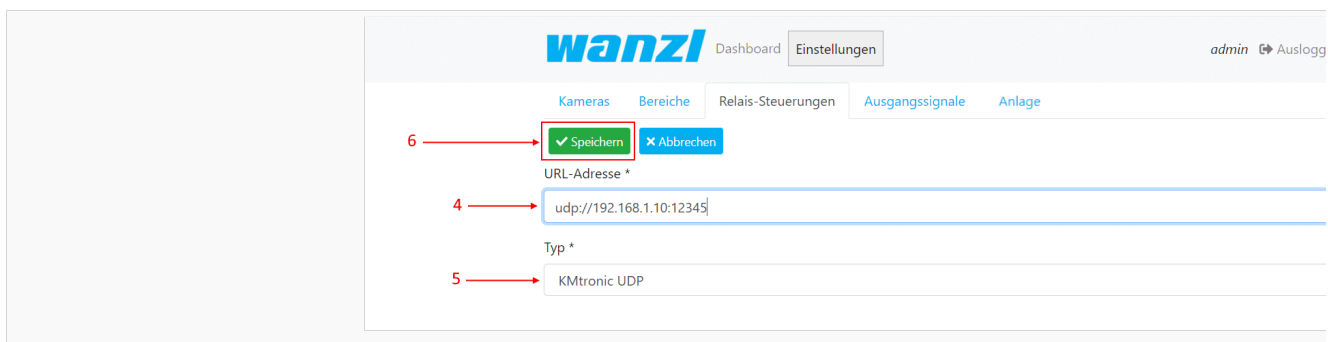 wanzl Dashboard Einstellungen admin Auslogg
Kameras Bereiche Relais-Steuerungen Ausgangssignale Anlage
6 Speichern Abbrechen
URL-Adresse *
4 udp://192.168.1.10:12345
Typ *
5 KMtronic UDP